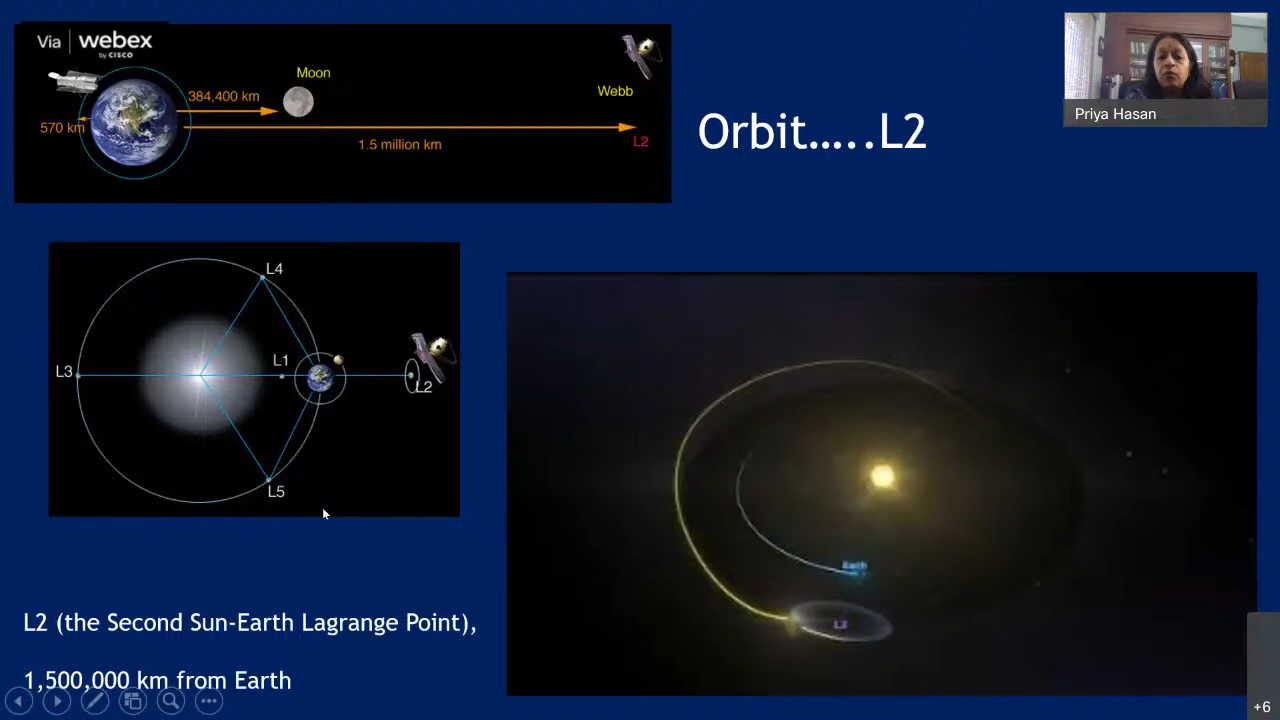 Via webex
by CISCO
Moon
384,400 km
Webb
570 km
1.5 million km
L2
Orbit.....L2
Priya Hasan
L4
L3
L1
L2
L5
Earth
L2
L2 (the Second Sun-Earth Lagrange Point),
1,500,000 km from Earth
+6